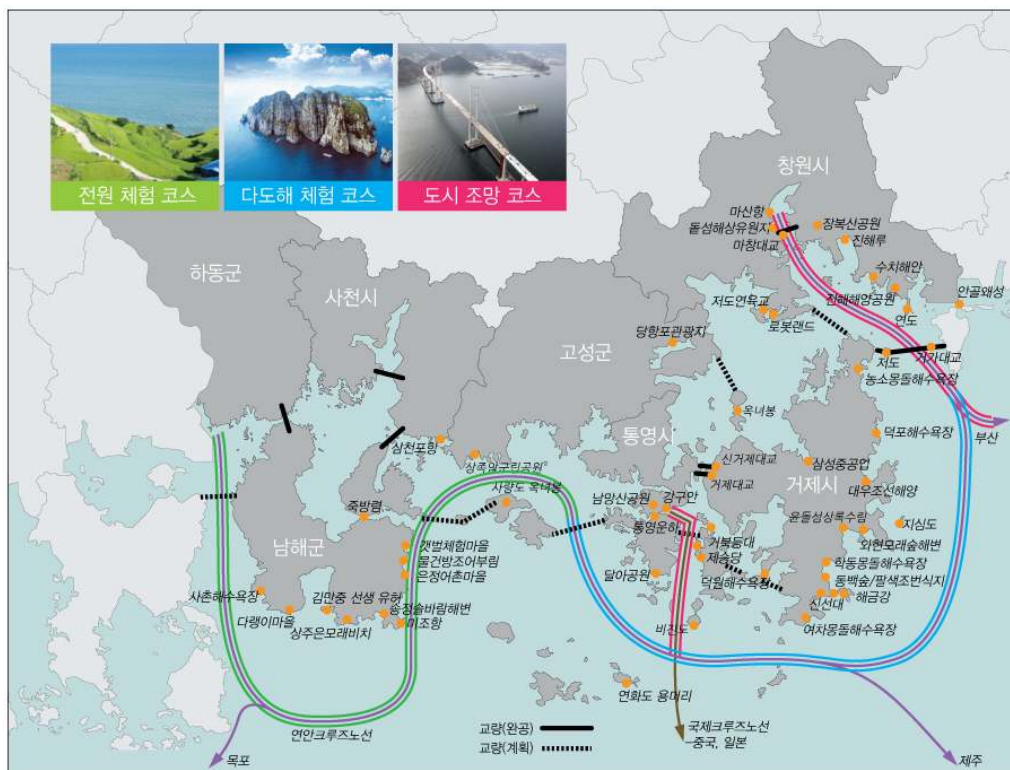 전원 체험 코스
다도해 체험 코스
도시 조망 코스
창원시
마산항
돝섬해상유원지
마창대교
장복산공원
진해루
하동군
사천시
수치해안
진해해양공원
안골왜성
저도연육교
로봇랜드
연도
당항포관광지
고성군
저도
거가대교
농소몽돌해수욕장
옥녀봉
부산
통영시
덕포해수욕장
삼천포항
상족암군립공원
신거제대교
거제대교
삼성중공업
거제시
대우조선해양
사량도 옥녀봉
남망산공원
강구안
죽방렴
통영운하
윤돌섬상록수림
지심도
와현모래숲해변
남해군
갯벌체험마을
물건방조어부림
은정어촌마을
거북등대
제승당
학동몽돌해수욕장
달아공원
덕원해수욕장
동백숲/팔색조번식지
사촌해수욕장
김만중 선생 유허
송정솔바람해변
신선대
해금강
다랭이마을
상주은모래비치
미조항
비진도
여차몽돌해수욕장
연화도 용머리
연안크루즈노선
교량(완공)
교량(계획)
국제크루즈노선
-중국, 일본
목포
제주